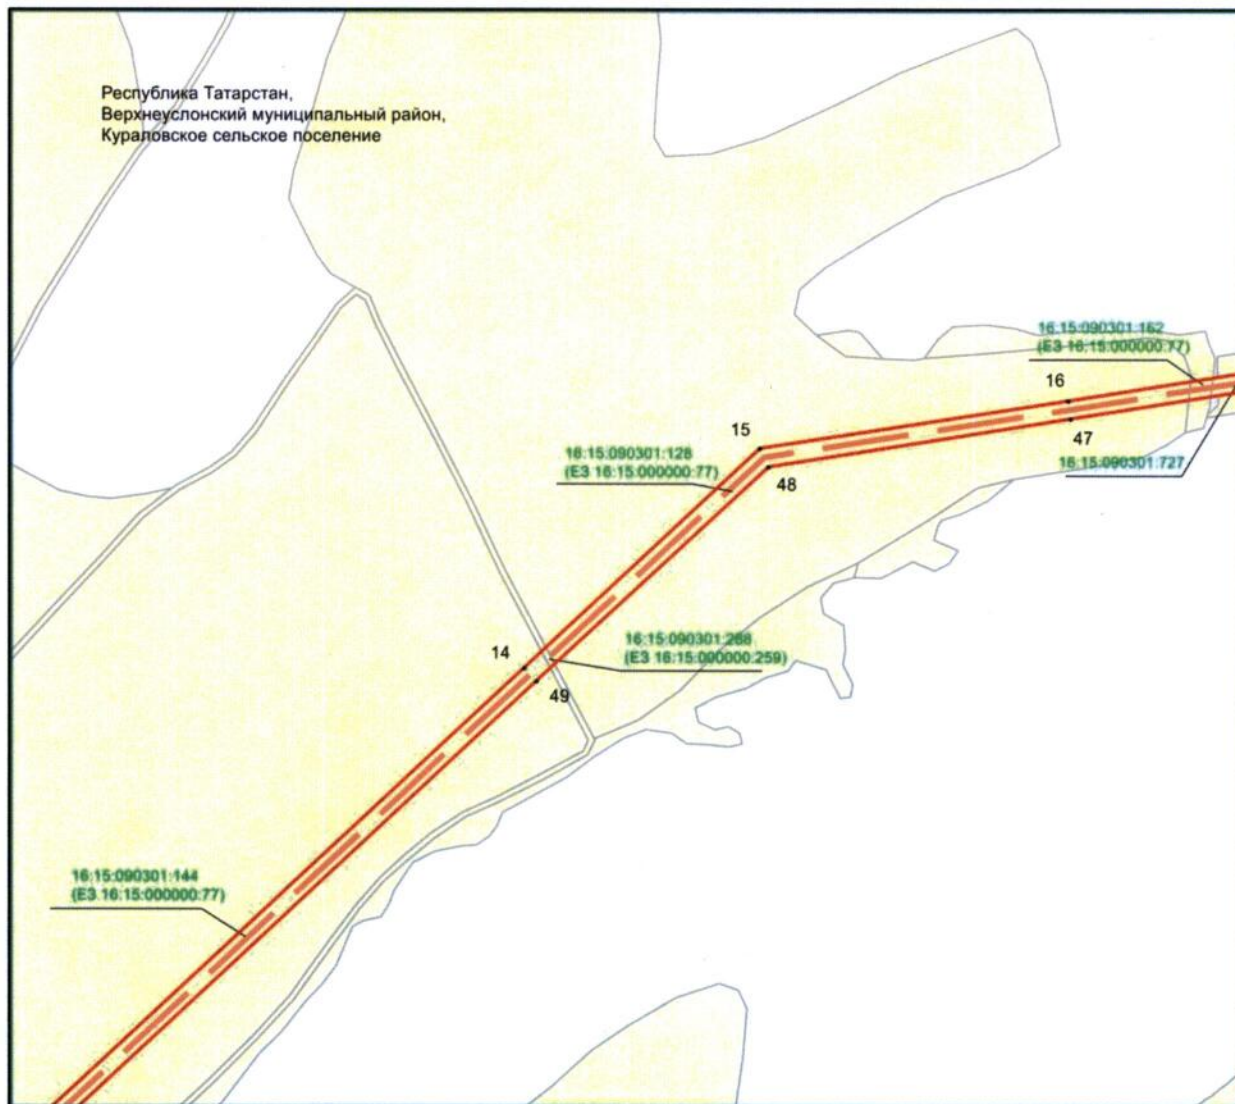 Республика Татарстан,
Верхнеуслонский муниципальный район,
Кураловское сельское поселение
16:15:090301:162
(ЕЗ 16:15:000000:77)
16
15
47
16:15:090301:128
(ЕЗ 16:15:000000:77)
16:15:090301:727
48
16:15:090301:268
(ЕЗ 16:15:000000:259)
14
49
16:15:090301:144
(ЕЗ 16:15:000000:77)